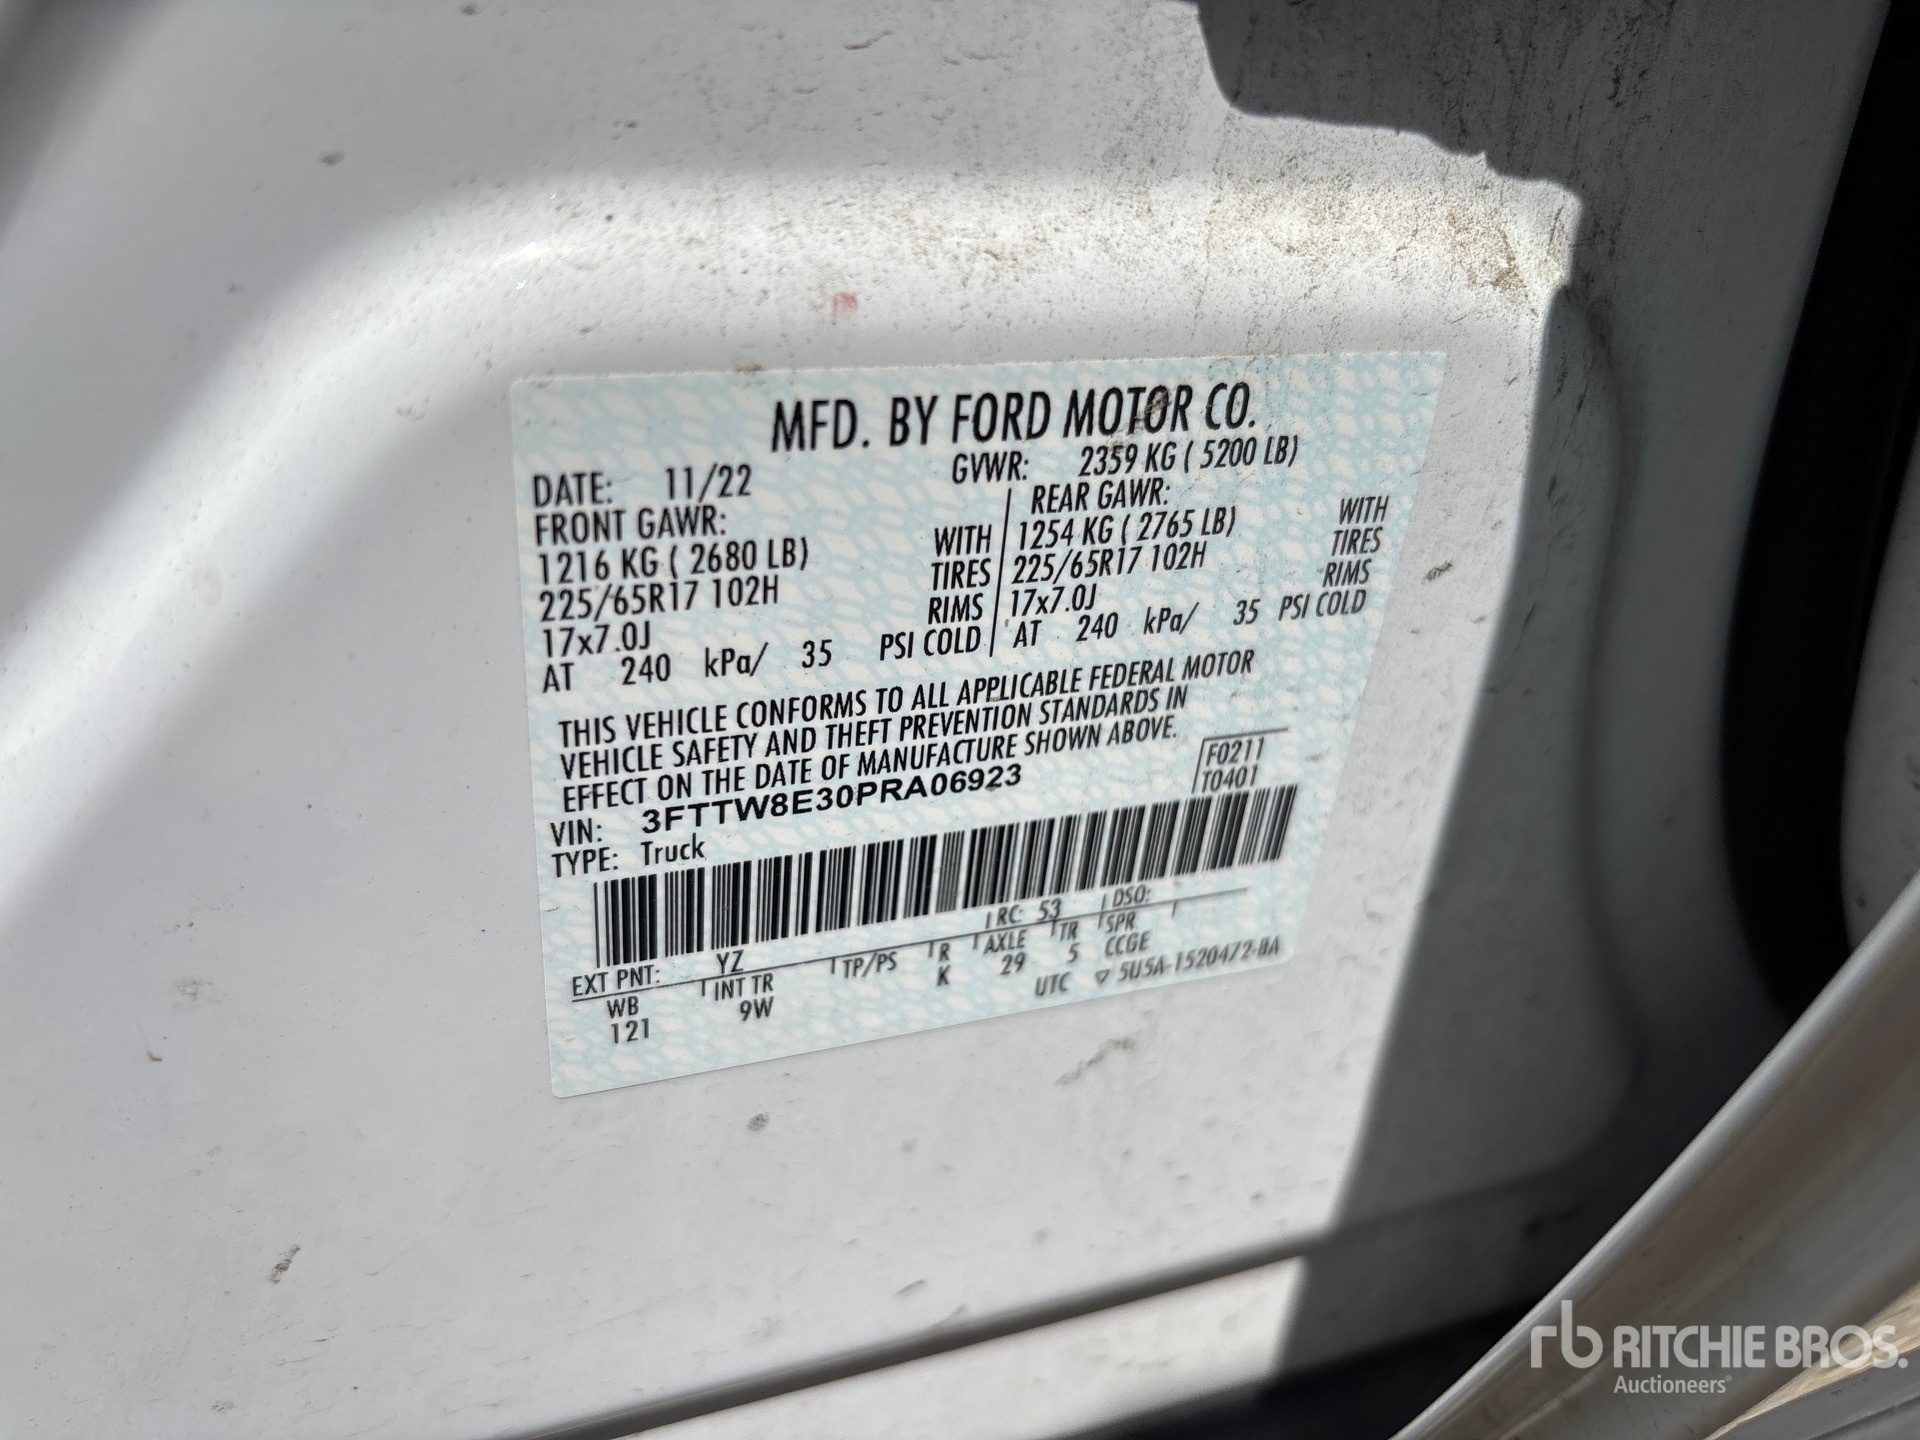 MFD. BY FORD MOTOR CO.
DATE: 11/22 GVWR: 2359 KG ( 5200 LB)
FRONT GAWR: REAR GAWR:
1216 KG ( 2680 LB) WITH 1254 KG ( 2765 LB) WITH
225/65R17 102H TIRES 225/65R17 102H TIRES
17x7.0J RIMS 17x7.0J RIMS
AT 240 kPa/ 35 PSI COLD AT 240 kPa/ 35 PSI COLD
THIS VEHICLE CONFORMS TO ALL APPLICABLE FEDERAL MOTOR
VEHICLE SAFETY AND THEFT PREVENTION STANDARDS IN
EFFECT ON THE DATE OF MANUFACTURE SHOWN ABOVE.
F0211
VIN: 3FTTW8E30PRA06923 T0401
TYPE: Truck
EXT PNT: YZ RC: 53 DSO:
WB INT TR TP/PS R AXLE TR SPR
121 9W K 29 5 CCGE
UTC ▽ 5U5A-1520472-BA
rb RITCHIE BROS.
Auctioneers®